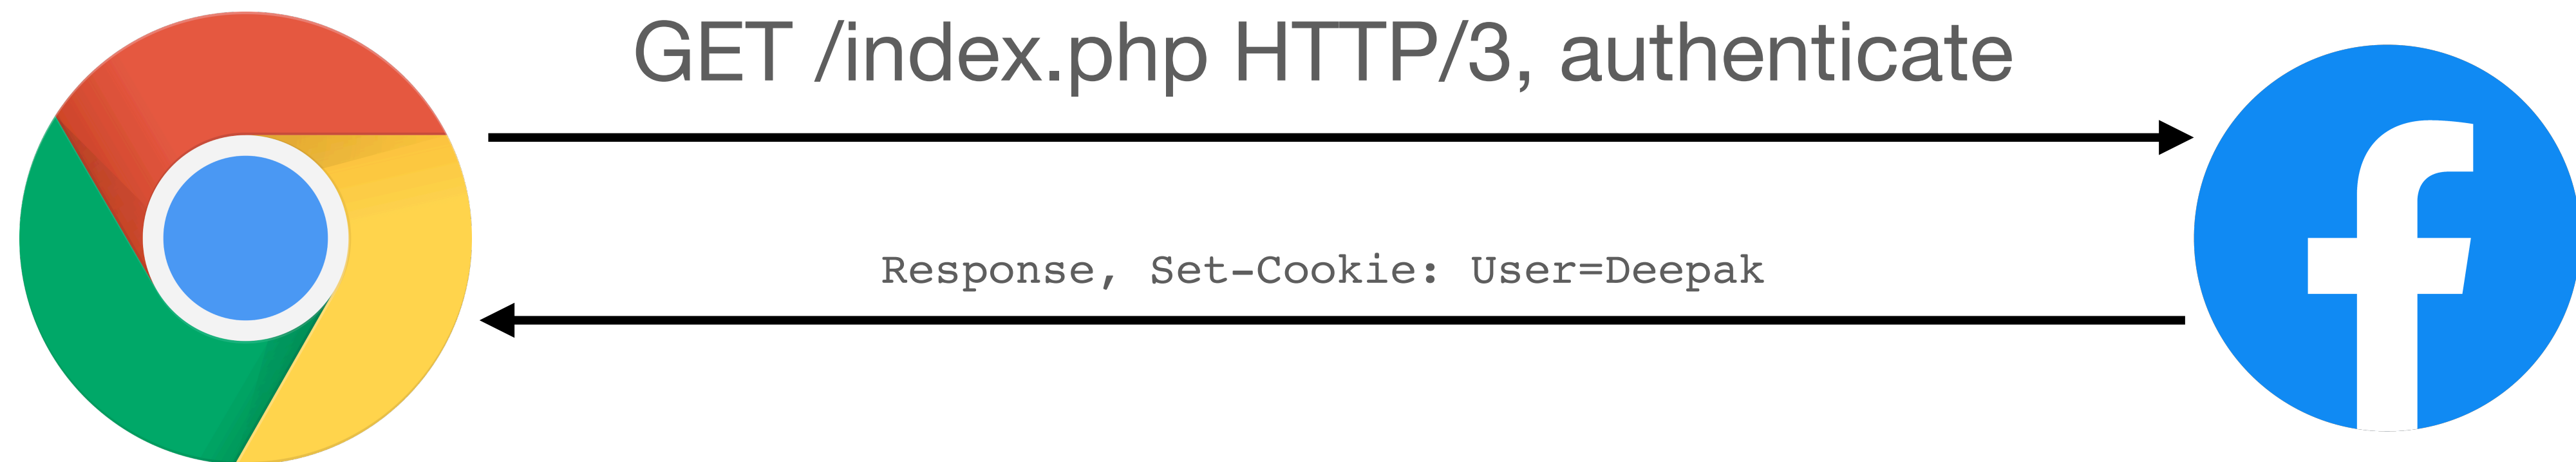 GET /index.php HTTP/3, authenticate
Response, Set-Cookie: User=Deepak